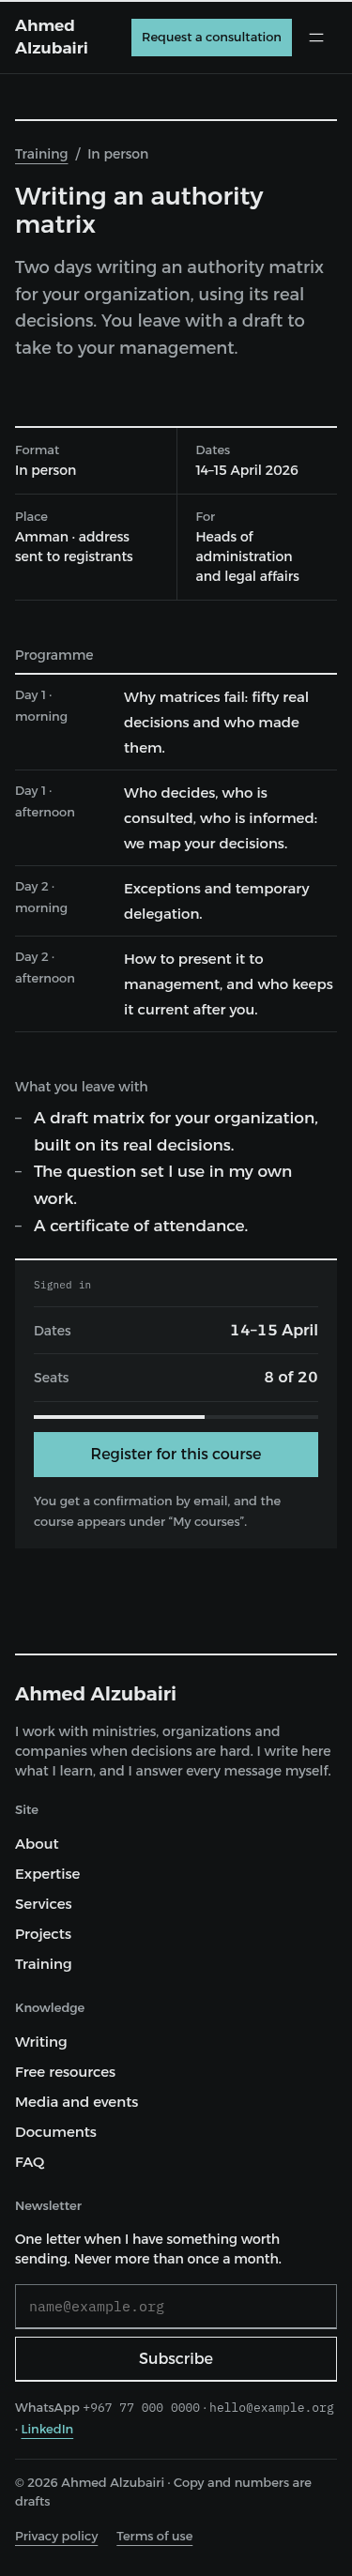 Ahmed
Alzubairi
Request a consultation
Training / In person
Writing an authority
matrix
Two days writing an authority matrix
for your organization, using its real
decisions. You leave with a draft to
take to your management.
Format
In person
Dates
14–15 April 2026
Place
Amman · address
sent to registrants
For
Heads of
administration
and legal affairs
Programme
Day 1 ·
morning
Why matrices fail: fifty real
decisions and who made
them.
Day 1 ·
afternoon
Who decides, who is
consulted, who is informed:
we map your decisions.
Day 2 ·
morning
Exceptions and temporary
delegation.
Day 2 ·
afternoon
How to present it to
management, and who keeps
it current after you.
What you leave with
– A draft matrix for your organization,
built on its real decisions.
– The question set I use in my own
work.
– A certificate of attendance.
Signed in
Dates 14–15 April
Seats 8 of 20
Register for this course
You get a confirmation by email, and the
course appears under “My courses”.
Ahmed Alzubairi
I work with ministries, organizations and
companies when decisions are hard. I write here
what I learn, and I answer every message myself.
Site
About
Expertise
Services
Projects
Training
Knowledge
Writing
Free resources
Media and events
Documents
FAQ
Newsletter
One letter when I have something worth
sending. Never more than once a month.
name@example.org
Subscribe
WhatsApp +967 77 000 0000 · hello@example.org
· LinkedIn
© 2026 Ahmed Alzubairi · Copy and numbers are
drafts
Privacy policy Terms of use